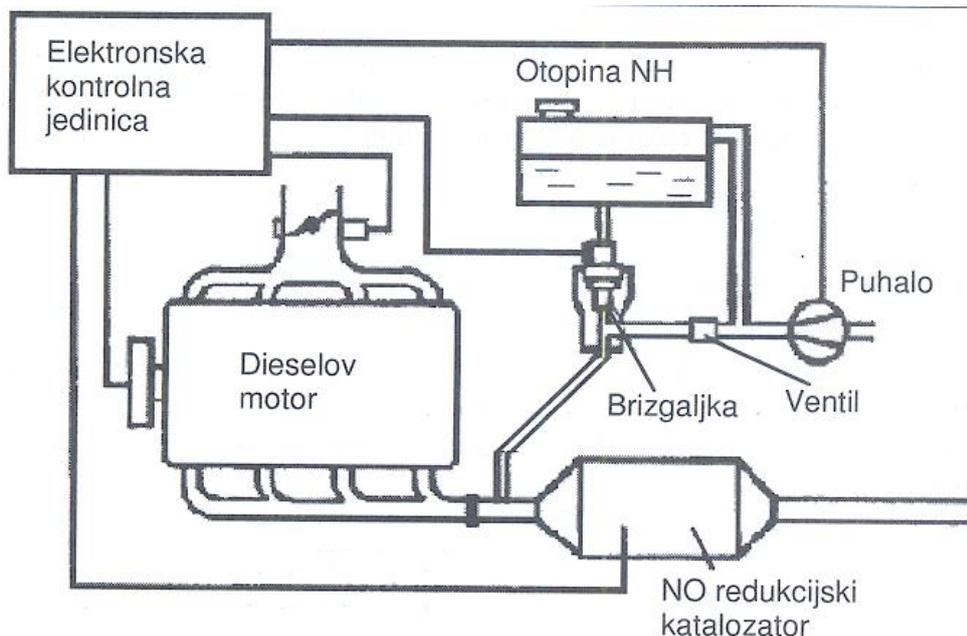 Elektronska
kontrolna
jedinica
Otopina NH
Puhalo
Dieselov
motor
Brizgaljka
Ventil
NO redukcijski
katalozator